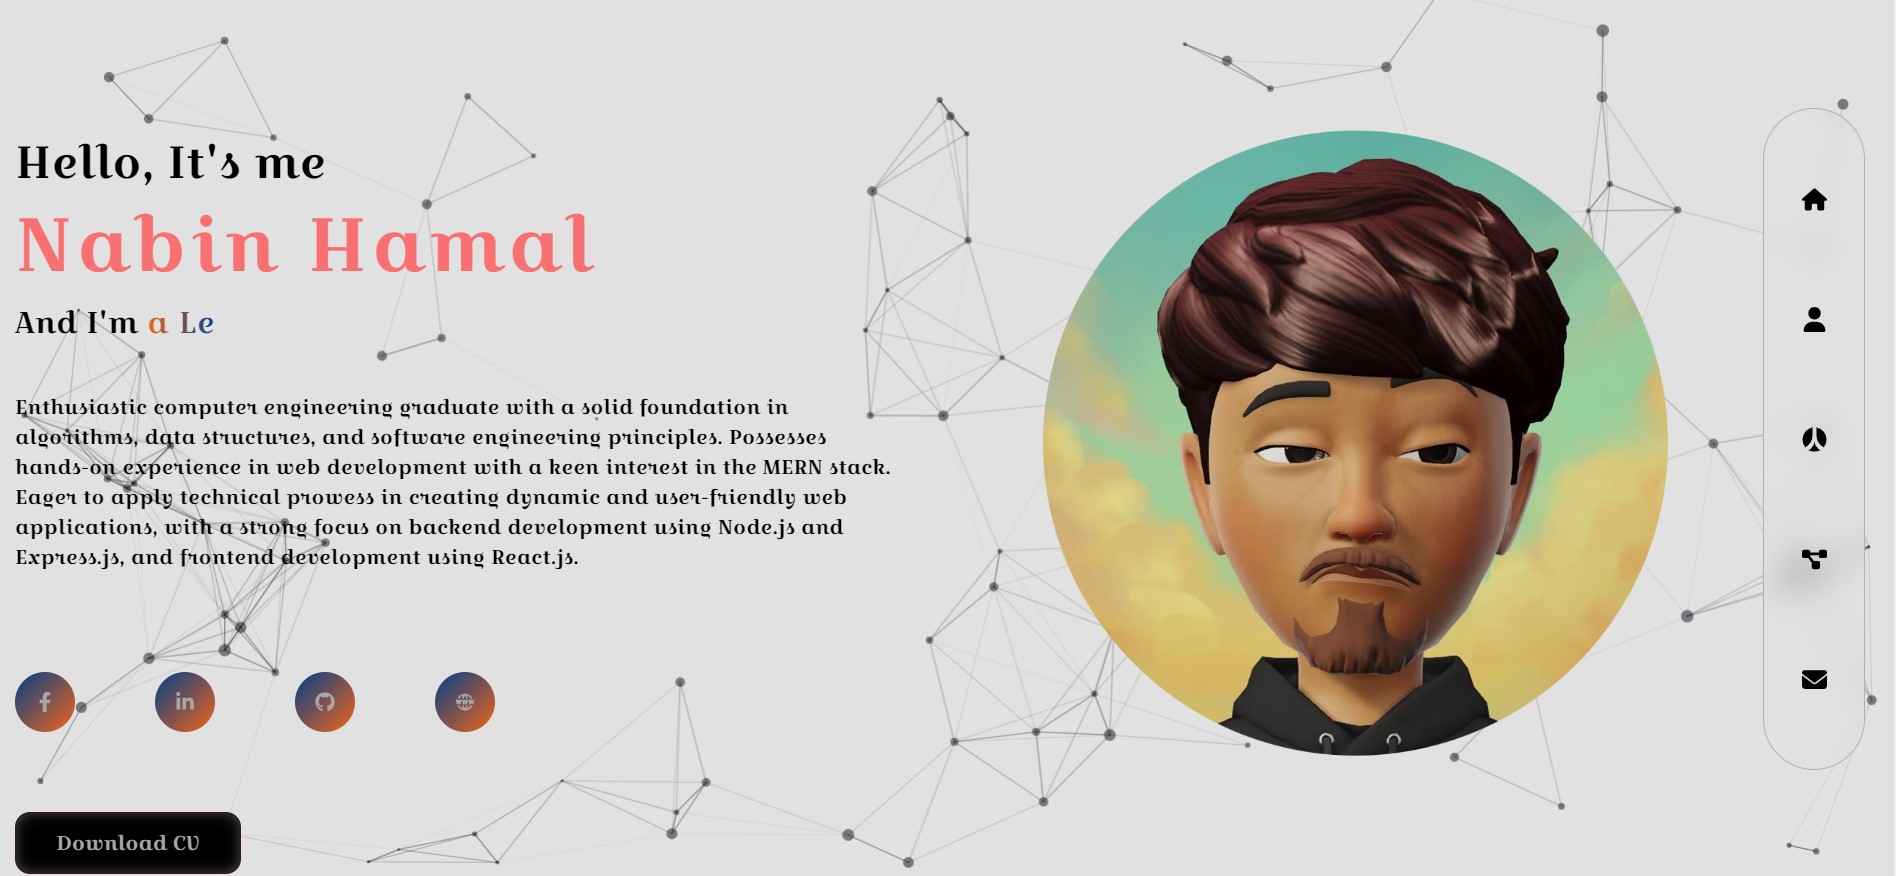 Hello, It's me
Nabin Hamal
And I'm a Le
Enthusiastic computer engineering graduate with a solid foundation in
algorithms, data structures, and software engineering principles. Possesses
hands-on experience in web development with a keen interest in the MERN stack.
Eager to apply technical prowess in creating dynamic and user-friendly web
applications, with a strong focus on backend development using Node.js and
Express.js, and frontend development using React.js.
Download CV